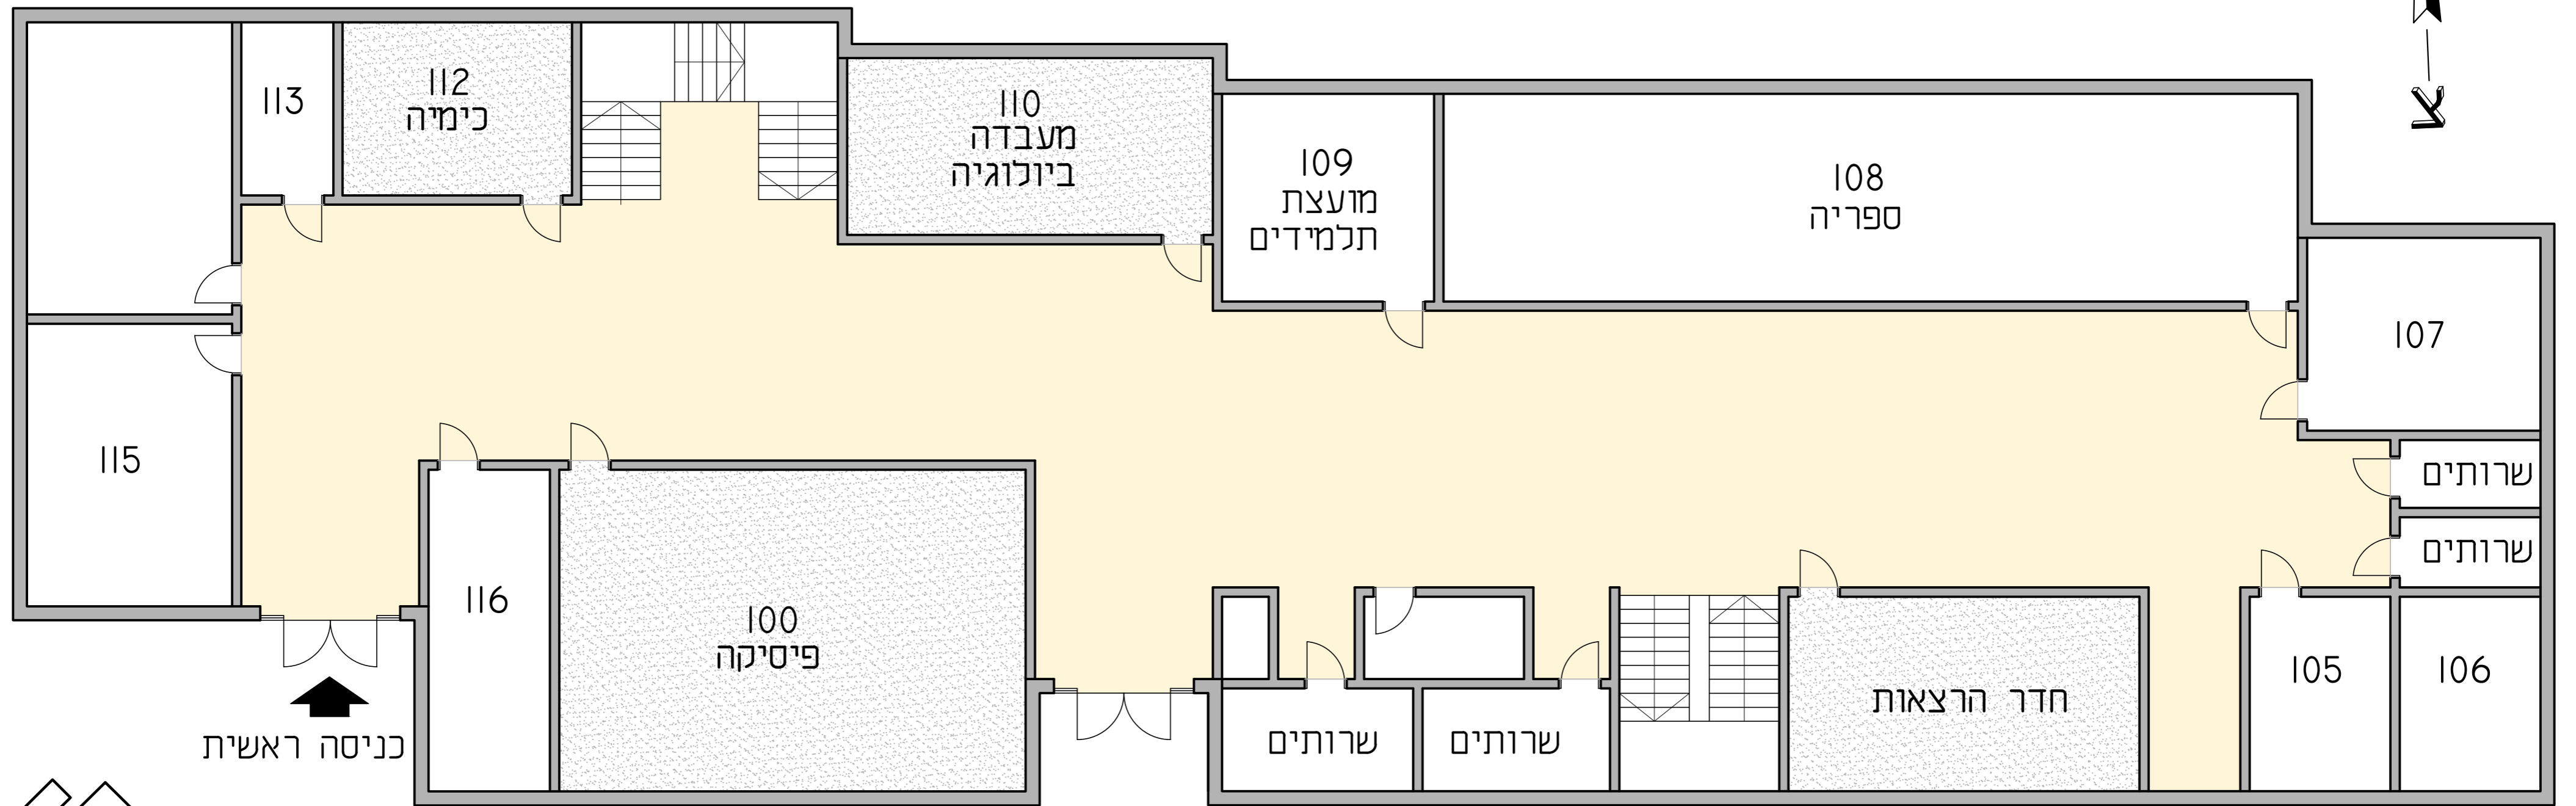 113
112
כימיה
110
מעבדה
ביולוגיה
109
מועצת
תלמידים
108
ספריה
צ
107
115
שרותים
שרותים
116
100
פיסיקה
105
106
חדר הרצאות
שרותים
שרותים
כניסה ראשית